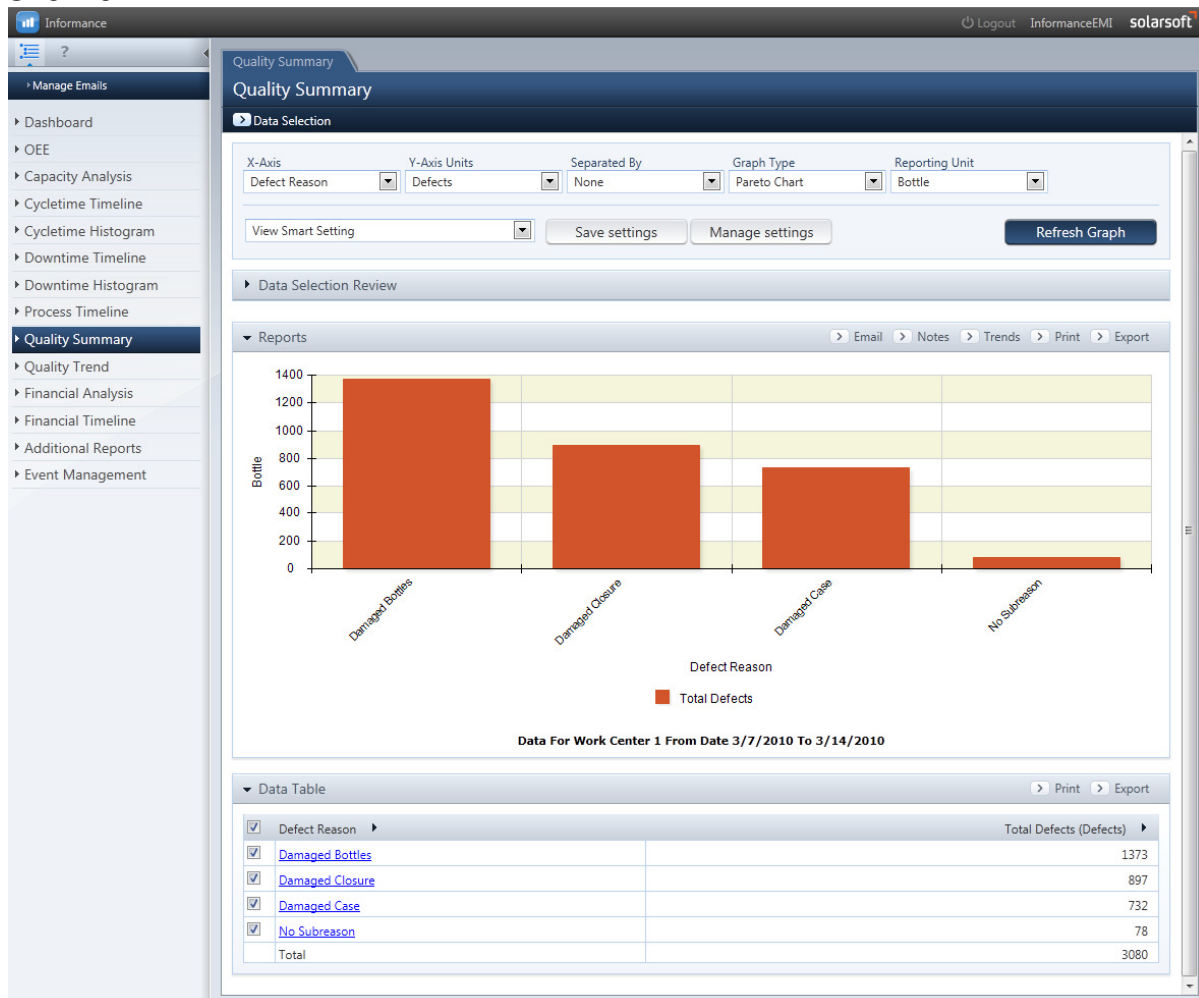 Informance
Logout InformanceEMI solarsoft
?
Manage Emails
Dashboard
OEE
Capacity Analysis
Cycletime Timeline
Cycletime Histogram
Downtime Timeline
Downtime Histogram
Process Timeline
Quality Summary
Quality Trend
Financial Analysis
Financial Timeline
Additional Reports
Event Management
Quality Summary
Quality Summary
Data Selection
X-Axis Y-Axis Units Separated By Graph Type Reporting Unit
Defect Reason Defects None Pareto Chart Bottle
View Smart Setting Save settings Manage settings Refresh Graph
Data Selection Review
Reports Email Notes Trends Print Export
1400
1200
1000
800
600
400
200
0
Bottle
Damaged Bottles Damaged Closure Damaged Case No Subreason
Defect Reason
Total Defects
Data For Work Center 1 From Date 3/7/2010 To 3/14/2010
Data Table Print Export
Defect Reason Total Defects (Defects)
Damaged Bottles 1373
Damaged Closure 897
Damaged Case 732
No Subreason 78
Total 3080